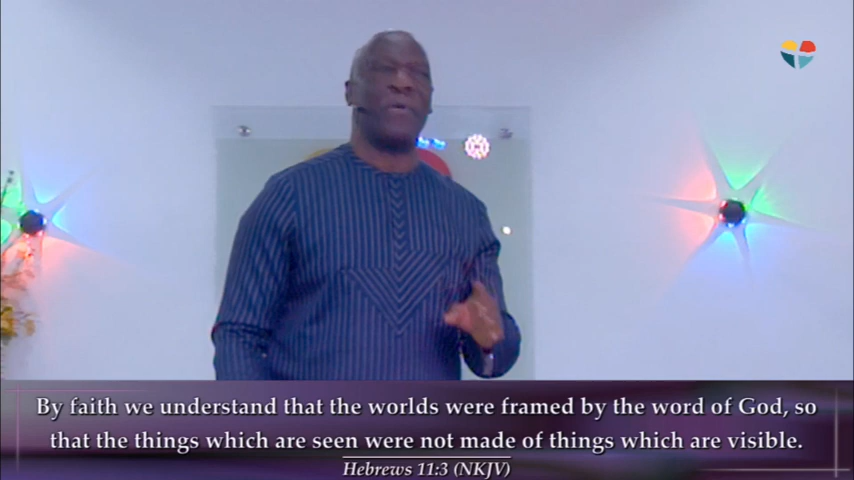 By faith we understand that the worlds were framed by the word of God, so
that the things which are seen were not made of things which are visible.
Hebrews 11:3 (NKJV)